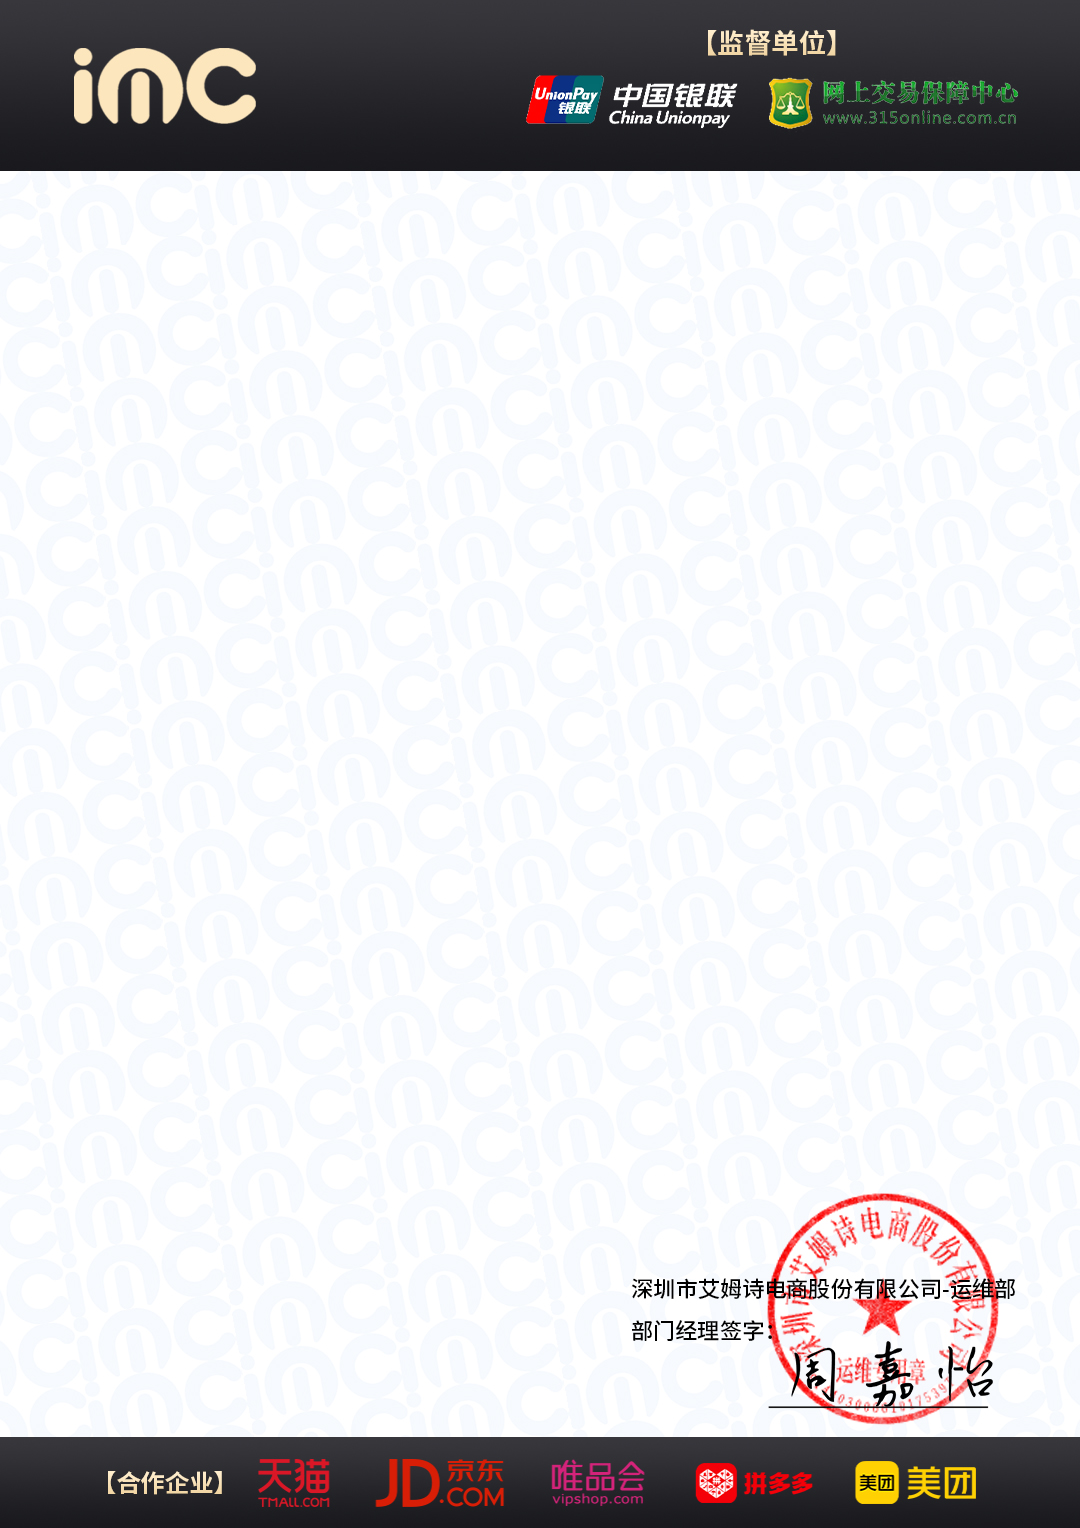 imc
【监督单位】
UnionPay
银联
中国银联
China Unionpay
网上交易保障中心
www.315online.com.cn
深圳市艾姆诗电商股份有限公司
深圳市艾姆诗电商股份有限公司-运维部
部门经理签字:
运维专用章
周嘉怡
【合作企业】
天猫
TMALL.COM
JD
京东
.COM
唯品会
vipshop.com
拼
拼多多
美团
美团